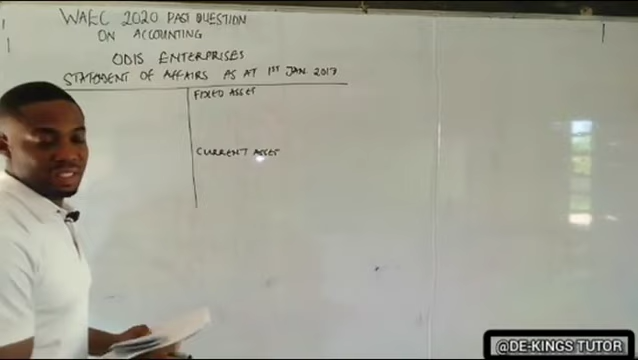 WAEC 2020 PAST QUESTION
ON ACCOUNTING
ODIS ENTERPRISES
STATEMENT OF AFFAIRS AS AT 1ST JAN 2017
FIXED ASSET
CURRENT ASSET
@DE-KINGS TUTOR